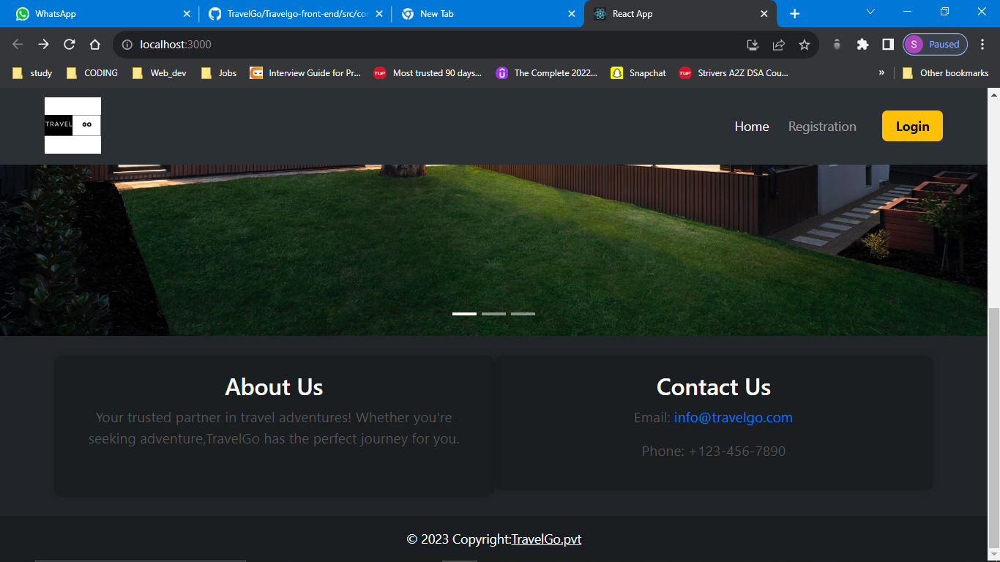 WhatsApp
TravelGo/Travelgo-front-end/src/co
New Tab
React App
localhost:3000
S Paused
study
CODING
Web_dev
Jobs
Interview Guide for Pr...
TUF Most trusted 90 days...
The Complete 2022...
Snapchat
TUF Strivers A2Z DSA Cou...
»
Other bookmarks
TRAVEL GO
Home
Registration
Login
About Us
Your trusted partner in travel adventures! Whether you're
seeking adventure,TravelGo has the perfect journey for you.
Contact Us
Email: info@travelgo.com
Phone: +123-456-7890
© 2023 Copyright:TravelGo.pvt